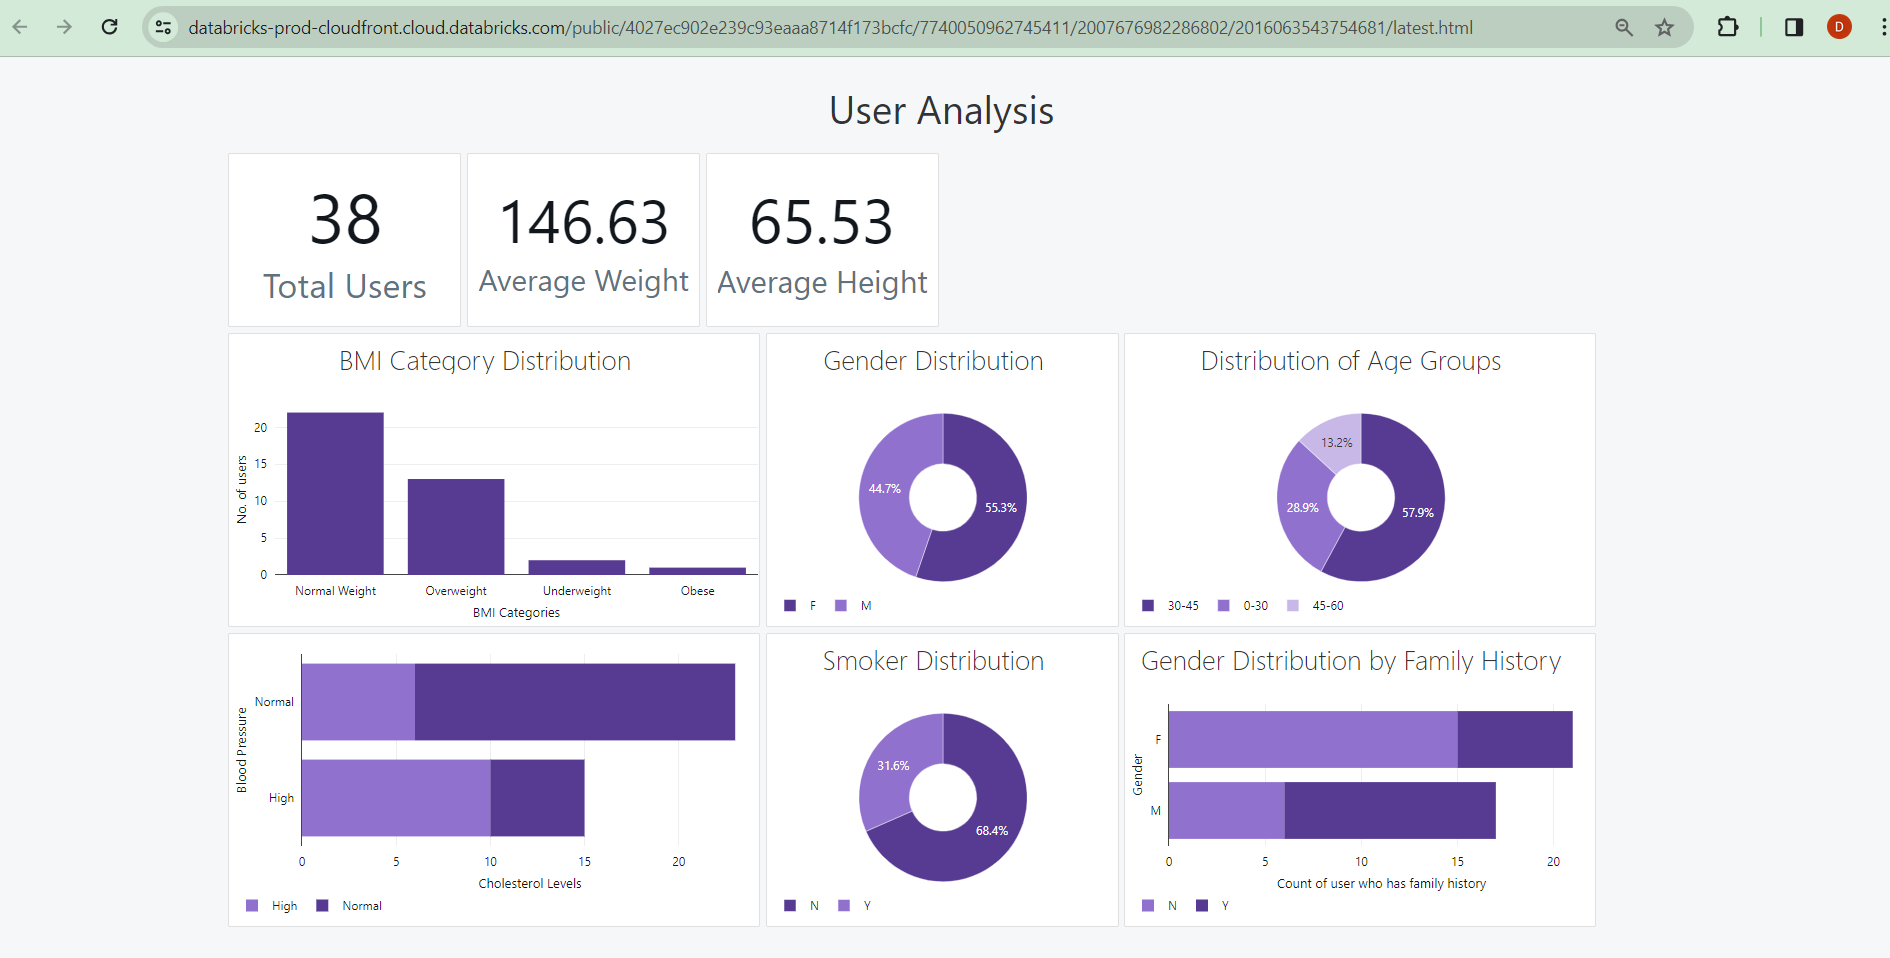 databricks-prod-cloudfront.cloud.databricks.com/public/4027ec902e239c93eaaa8714f173bcfc/7740050962745411/2007676982286802/2016063543754681/latest.html
D
User Analysis
38
Total Users
146.63
Average Weight
65.53
Average Height
BMI Category Distribution
No. of users
20
15
10
5
0
Normal Weight Overweight Underweight Obese
BMI Categories
Gender Distribution
44.7%
55.3%
F M
Distribution of Age Groups
13.2%
28.9%
57.9%
30-45 0-30 45-60
Blood Pressure
Normal
High
0 5 10 15 20
Cholesterol Levels
High Normal
Smoker Distribution
31.6%
68.4%
N Y
Gender Distribution by Family History
Gender
F
M
0 5 10 15 20
Count of user who has family history
N Y